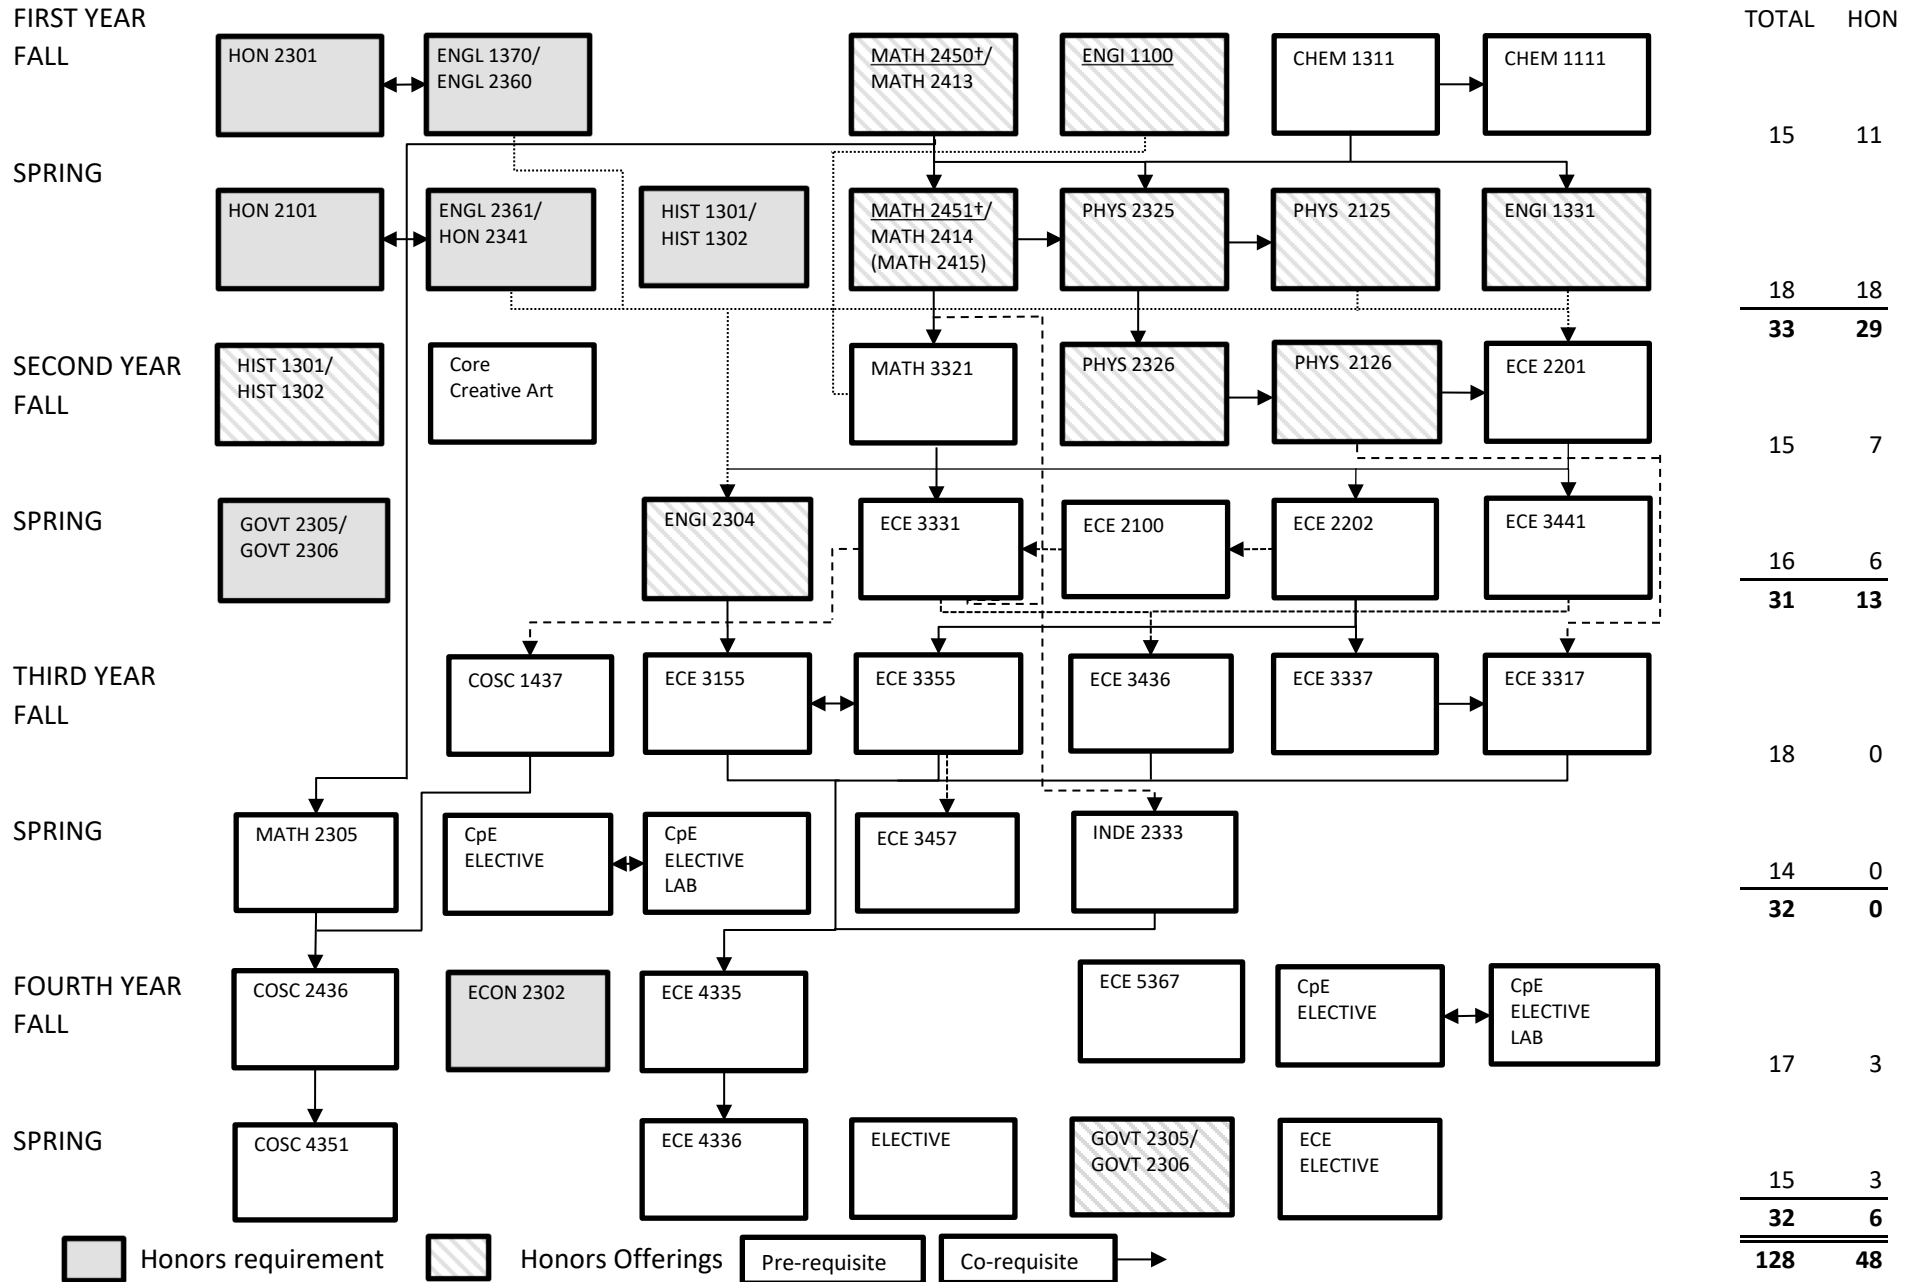 FIRST YEAR
FALL
TOTAL HON
HON 2301
ENGL 1370/
ENGL 2360
MATH 2450†/
MATH 2413
ENGI 1100
CHEM 1311
CHEM 1111
15 11
SPRING
HON 2101
ENGL 2361/
HON 2341
HIST 1301/
HIST 1302
MATH 2451†/
MATH 2414
(MATH 2415)
PHYS 2325
PHYS 2125
ENGI 1331
18 18
33 29
SECOND YEAR
FALL
HIST 1301/
HIST 1302
Core
Creative Art
MATH 3321
PHYS 2326
PHYS 2126
ECE 2201
15 7
SPRING
GOVT 2305/
GOVT 2306
ENGI 2304
ECE 3331
ECE 2100
ECE 2202
ECE 3441
16 6
31 13
THIRD YEAR
FALL
COSC 1437
ECE 3155
ECE 3355
ECE 3436
ECE 3337
ECE 3317
18 0
SPRING
MATH 2305
CpE
ELECTIVE
CpE
ELECTIVE
LAB
ECE 3457
INDE 2333
14 0
32 0
FOURTH YEAR
FALL
COSC 2436
ECON 2302
ECE 4335
ECE 5367
CpE
ELECTIVE
CpE
ELECTIVE
LAB
17 3
SPRING
COSC 4351
ECE 4336
ELECTIVE
GOVT 2305/
GOVT 2306
ECE
ELECTIVE
15 3
32 6
128 48
Honors requirement
Honors Offerings
Pre-requisite
Co-requisite